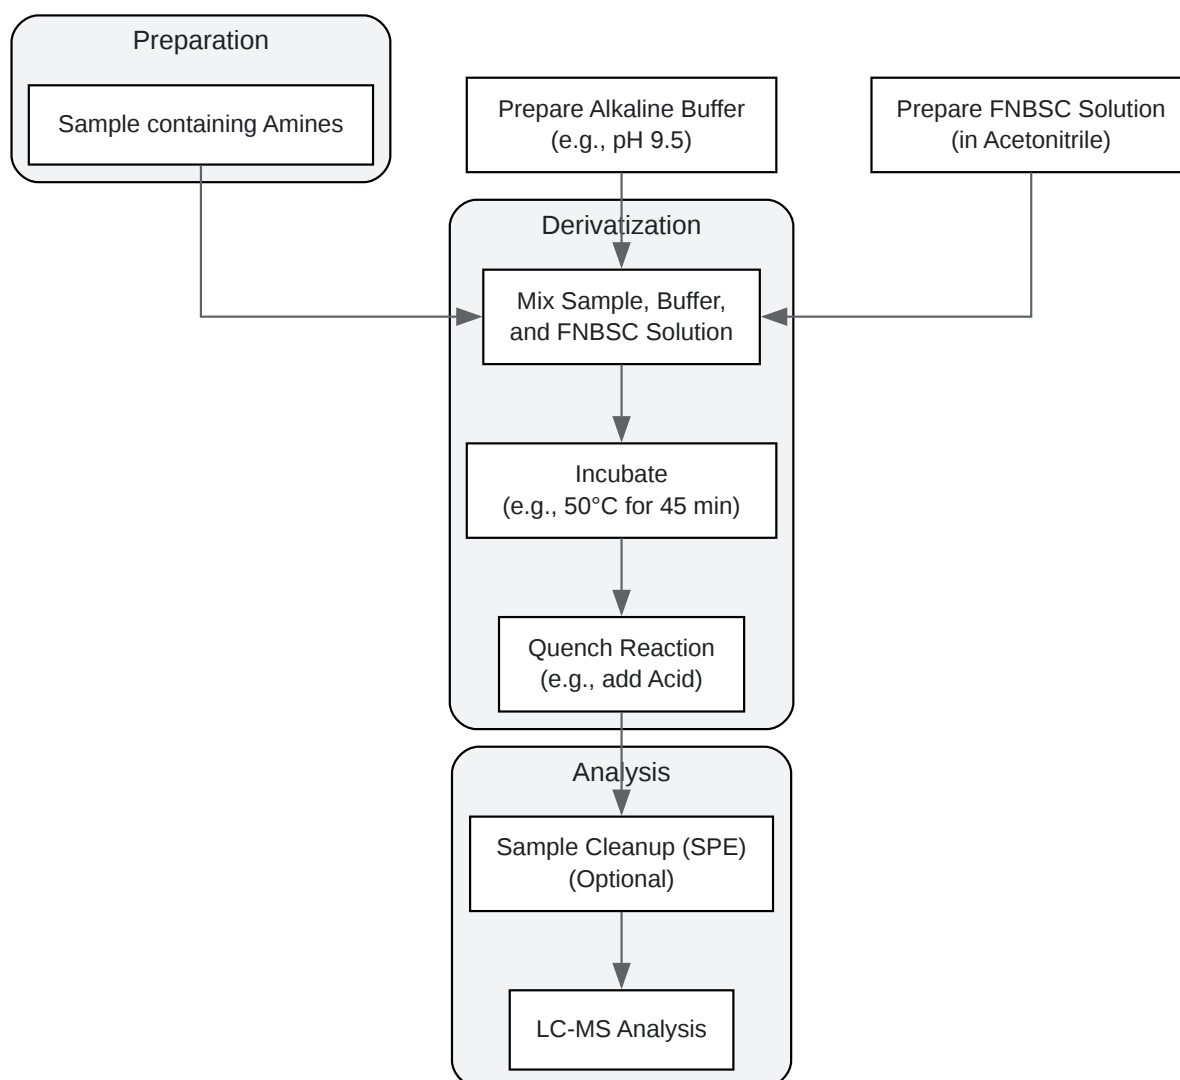 Preparation
Sample containing Amines
Prepare Alkaline Buffer
(e.g., pH 9.5)
Prepare FNBSC Solution
(in Acetonitrile)
Derivatization
Mix Sample, Buffer,
and FNBSC Solution
Incubate
(e.g., 50°C for 45 min)
Quench Reaction
(e.g., add Acid)
Analysis
Sample Cleanup (SPE)
(Optional)
LC-MS Analysis